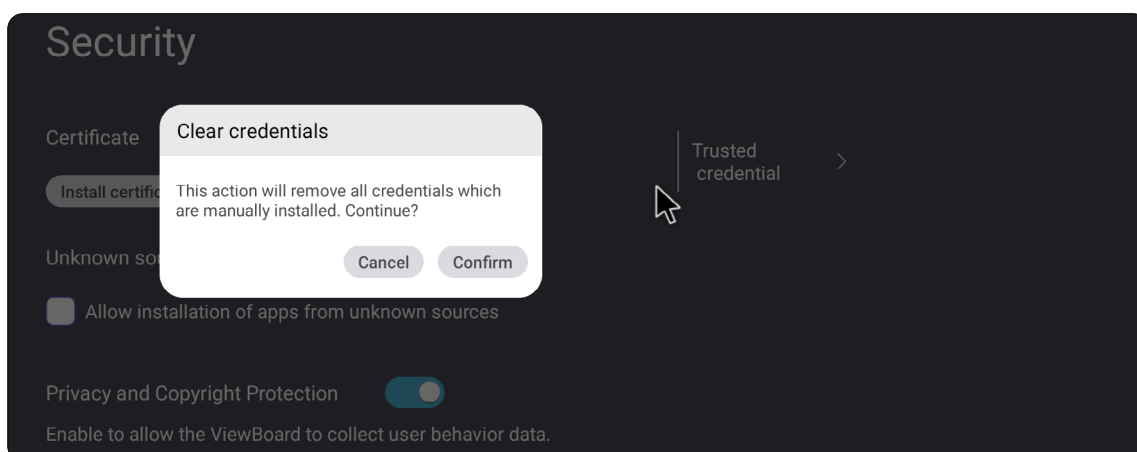 Security
Certificate
Clear credentials
Trusted
credential
Install certific
This action will remove all credentials which
are manually installed. Continue?
Unknown sou
Cancel
Confirm
Allow installation of apps from unknown sources
Privacy and Copyright Protection
Enable to allow the ViewBoard to collect user behavior data.